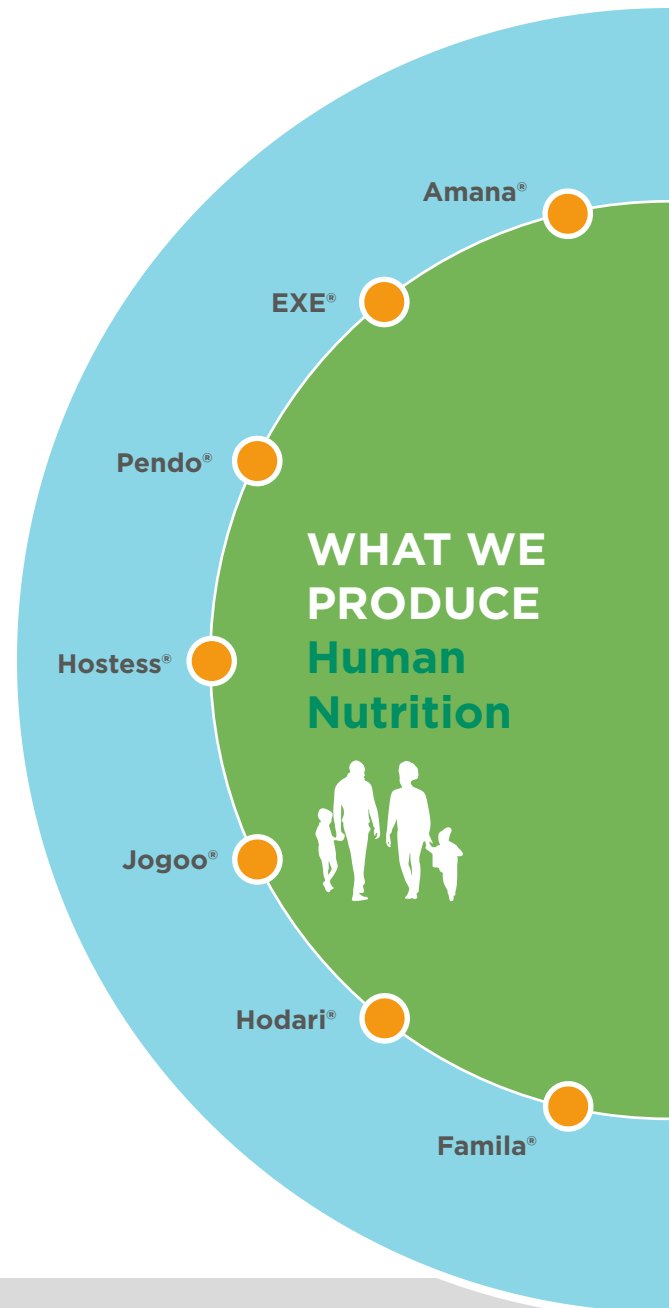 Amana®
EXE®
Pendo®
Hostess®
Jogoo®
Hodari®
Famila®
WHAT WE
PRODUCE
Human
Nutrition